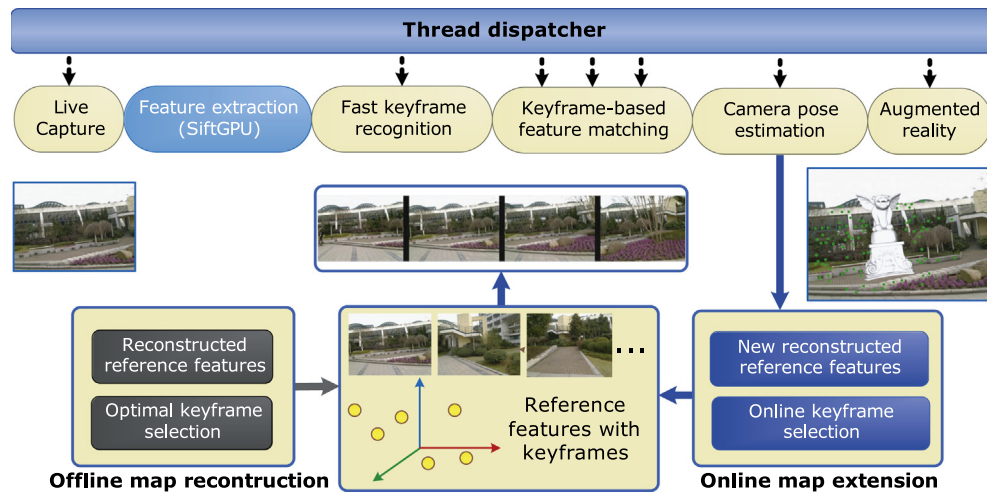 Thread dispatcher
Live
Capture
Feature extraction
(SiftGPU)
Fast keyframe
recognition
Keyframe-based
feature matching
Camera pose
estimation
Augmented
reality
Reconstructed
reference features
Optimal keyframe
selection
Offline map recontruction
...
Reference
features with
keyframes
New reconstructed
reference features
Online keyframe
selection
Online map extension